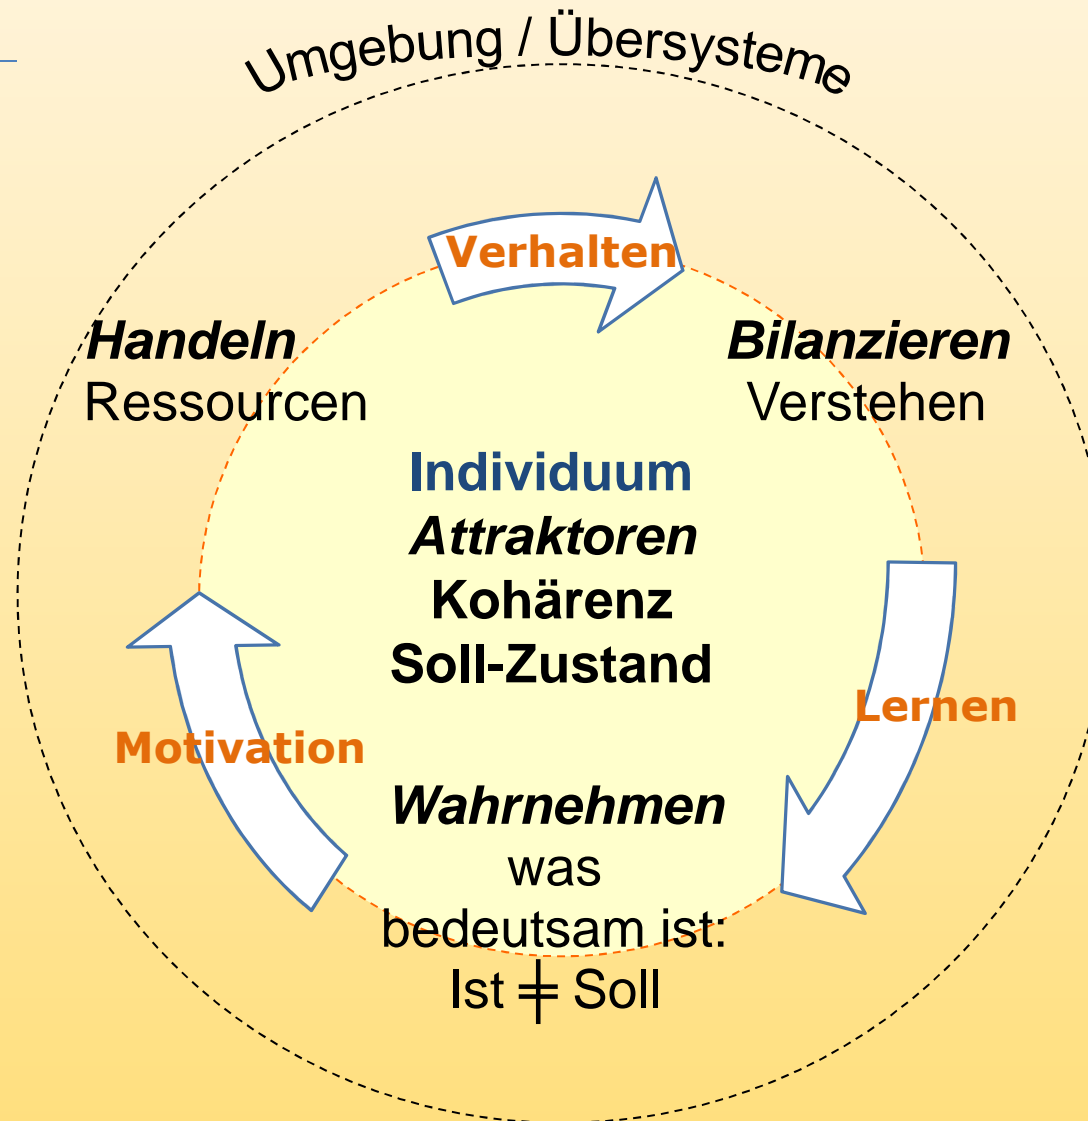 Umgebung / Übersysteme
Verhalten
Handeln
Ressourcen
Bilanzieren
Verstehen
Individuum
Attraktoren
Kohärenz
Soll-Zustand
Lernen
Motivation
Wahrnehmen
was
bedeutsam ist:
Ist ╪ Soll